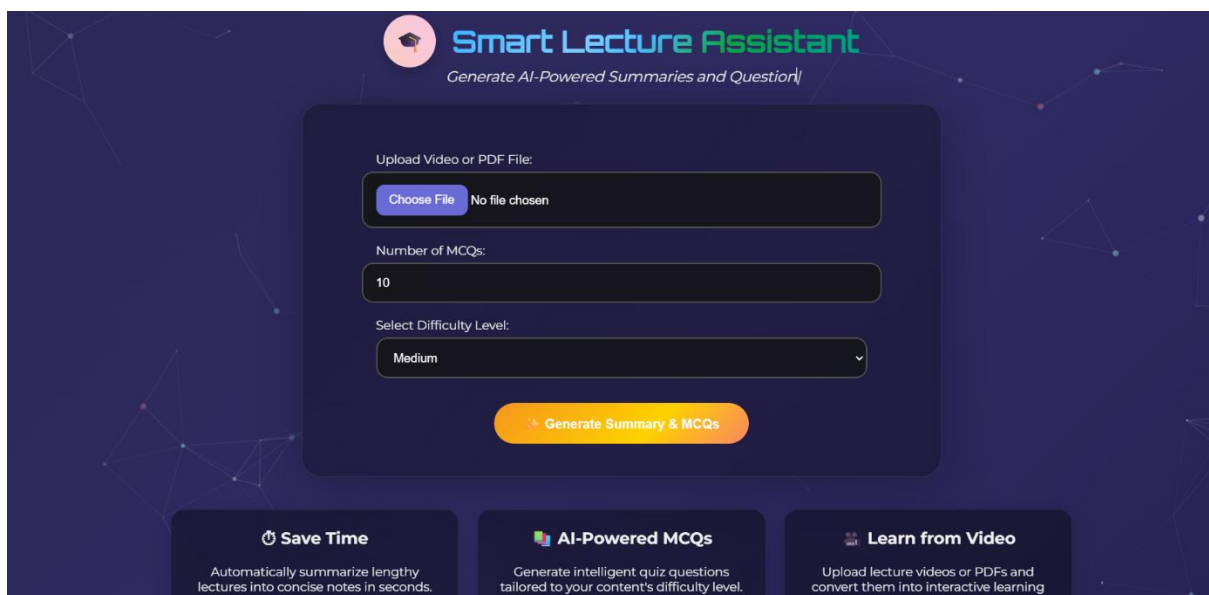 Smart Lecture Assistant
Generate AI-Powered Summaries and Question
Upload Video or PDF File:
Choose File No file chosen
Number of MCQs:
10
Select Difficulty Level:
Medium
✨ Generate Summary & MCQs
⏱ Save Time
Automatically summarize lengthy
lectures into concise notes in seconds.
📚 AI-Powered MCQs
Generate intelligent quiz questions
tailored to your content's difficulty level.
🎥 Learn from Video
Upload lecture videos or PDFs and
convert them into interactive learning